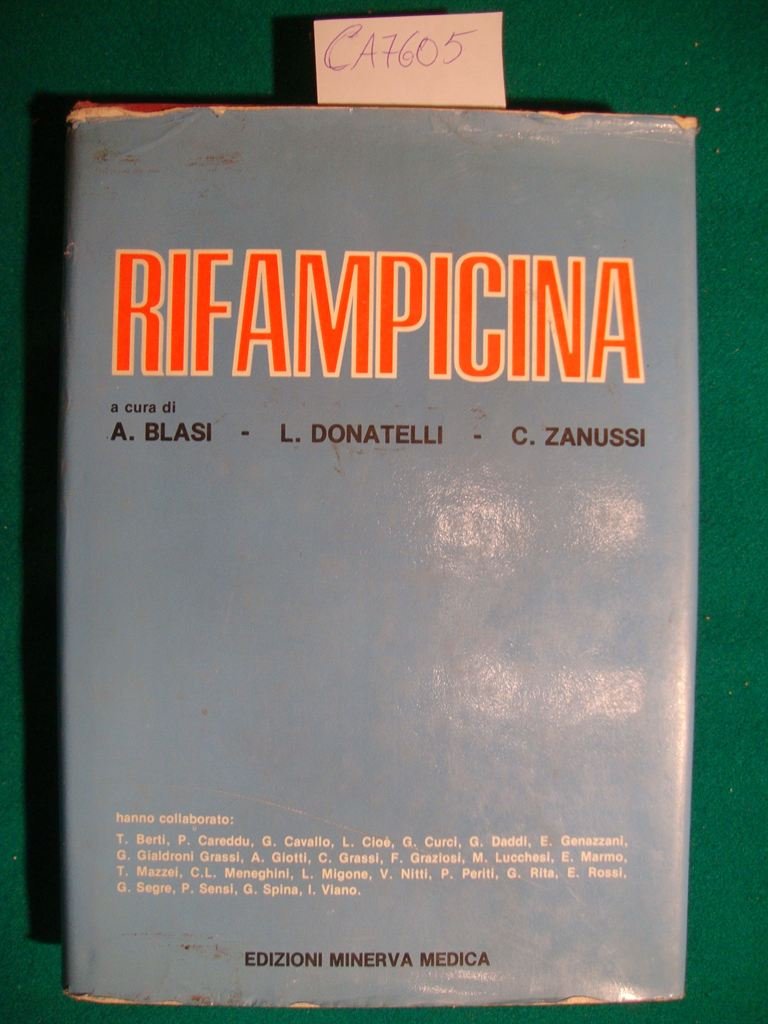 CA7605
RIFAMPICINA
a cura di
A. BLASI - L. DONATELLI - C. ZANUSSI
hanno collaborato:
T. Berti, P. Careddu, G. Cavallo, L. Cioè, G. Curci, G. Daddi, E. Genazzani,
G. Gialdroni Grassi, A. Giotti, C. Grassi, F. Graziosi, M. Lucchesi, E. Marmo,
T. Mazzei, C.L. Meneghini, L. Migone, V. Nitti, P. Periti, G. Rita, E. Rossi,
G. Segre, P. Sensi, G. Spina, I. Viano.
EDIZIONI MINERVA MEDICA